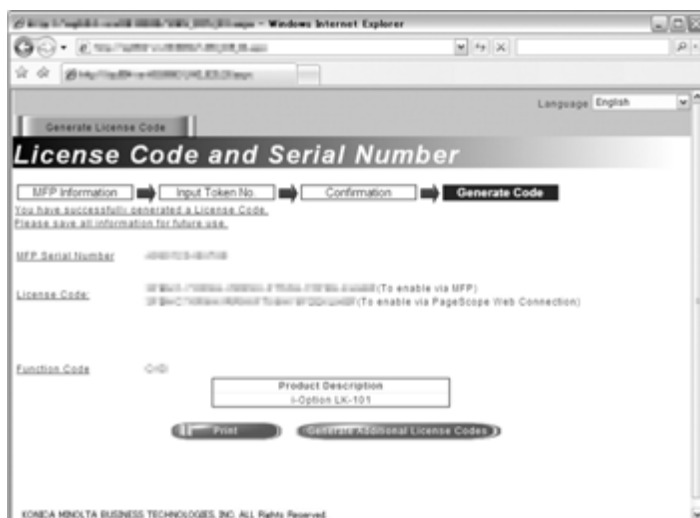 - Windows Internet Explorer
Language English
Generate License Code
License Code and Serial Number
MFP Information Input Token No. Confirmation Generate Code
You have successfully generated a License Code.
Please save all information for future use.
MFP Serial Number
License Code: (To enable via MFP)
(To enable via PageScope Web Connection)
Function Code
Product Description
i-Option LK-101
Print Generate Additional License Codes
KONICA MINOLTA BUSINESS TECHNOLOGIES, INC. ALL Rights Reserved.